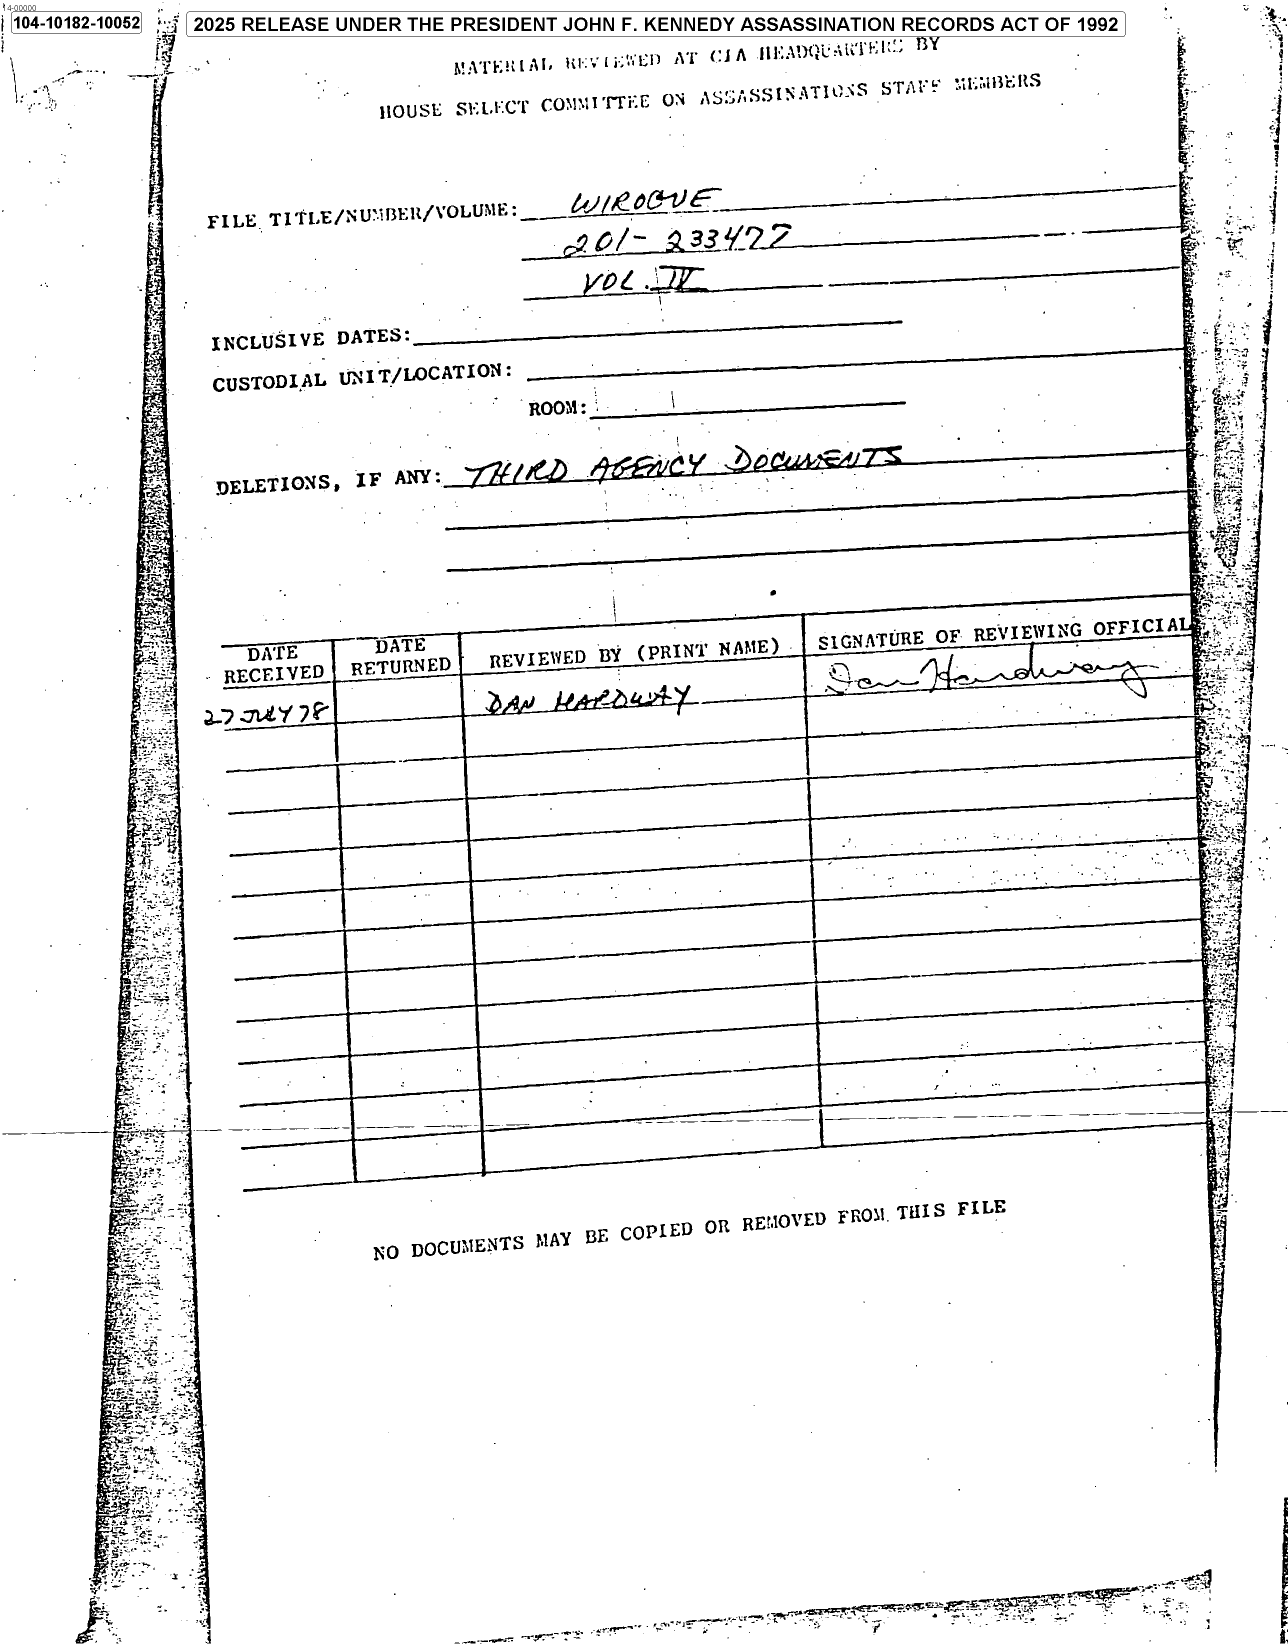 4-00000
104-10182-10052
2025 RELEASE UNDER THE PRESIDENT JOHN F. KENNEDY ASSASSINATION RECORDS ACT OF 1992
MATERIAL REVIEWED AT CIA HEADQUARTERS BY
HOUSE SELECT COMMITTEE ON ASSASSINATIONS STAFF MEMBERS
FILE TITLE/NUMBER/VOLUME: WIROGUE
201-233477
VOL. IV
INCLUSIVE DATES:
CUSTODIAL UNIT/LOCATION:
ROOM:
DELETIONS, IF ANY: THIRD AGENCY DOCUMENTS
DATE RECEIVED DATE RETURNED REVIEWED BY (PRINT NAME) SIGNATURE OF REVIEWING OFFICIAL
27 JULY 78 DAN HARDWAY Dan Hardway
NO DOCUMENTS MAY BE COPIED OR REMOVED FROM THIS FILE